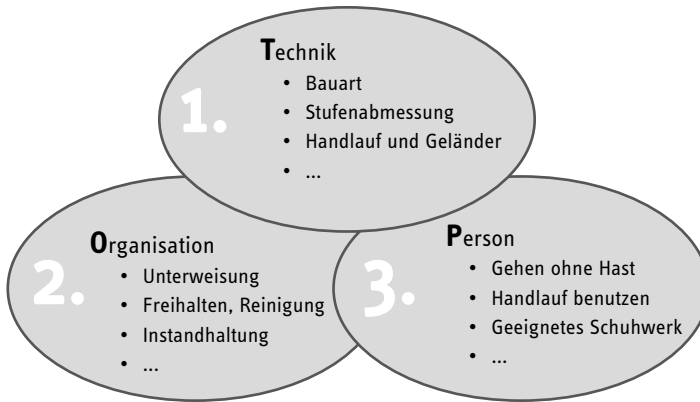 1.
Technik
• Bauart
• Stufenabmessung
• Handlauf und Geländer
• ...
2.
Organisation
• Unterweisung
• Freihalten, Reinigung
• Instandhaltung
• ...
3.
Person
• Gehen ohne Hast
• Handlauf benutzen
• Geeignetes Schuhwerk
• ...